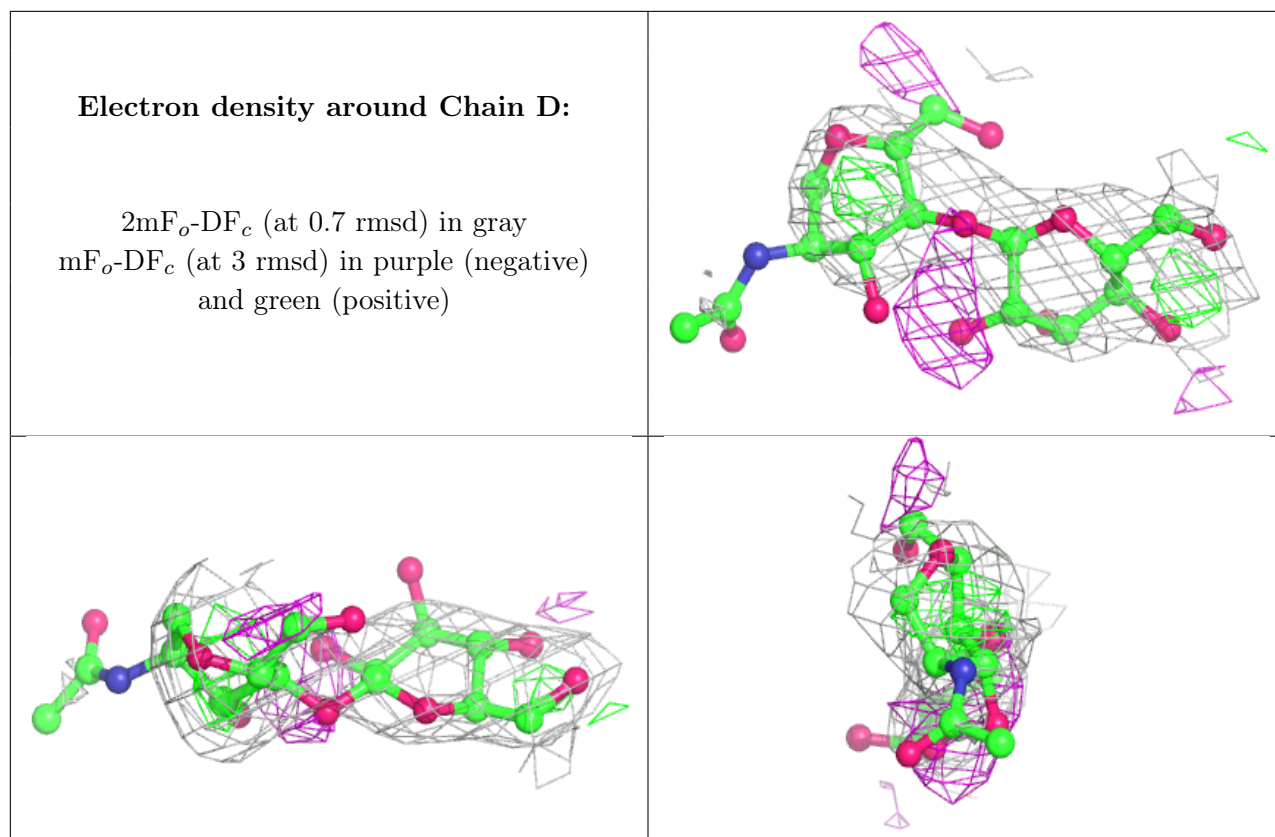 Electron density around Chain D:
2mFo-DFc (at 0.7 rmsd) in gray
mFo-DFc (at 3 rmsd) in purple (negative)
and green (positive)